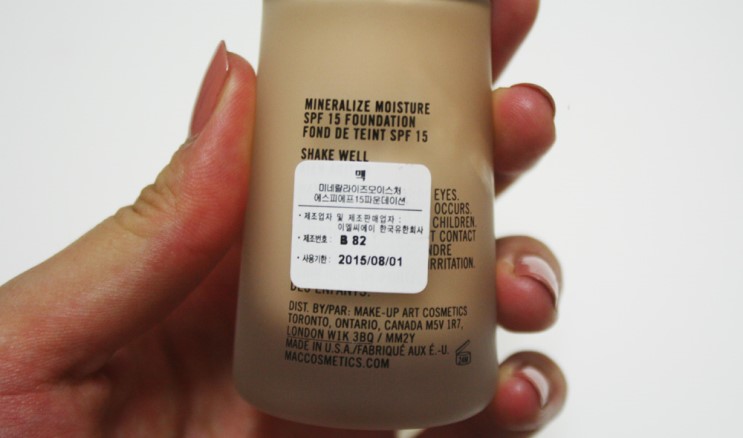 MINERALIZE MOISTURE
SPF 15 FOUNDATION
FOND DE TEINT SPF 15
SHAKE WELL
맥
미네랄라이즈모이스처
에스피에프15파운데이션
• 제조업자 및 제조판매업자 :
이엘씨에이 한국유한회사
• 제조번호 : B 82
• 사용기한 : 2015/08/01
EYES.
OCCURS.
CHILDREN.
CONTACT
DES ENFANTS.
DIST. BY/PAR: MAKE-UP ART COSMETICS
TORONTO, ONTARIO, CANADA M5V 1R7,
LONDON W1K 3BQ / MM2Y
MADE IN U.S.A./FABRIQUÉ AUX É.-U.
MACCOSMETICS.COM